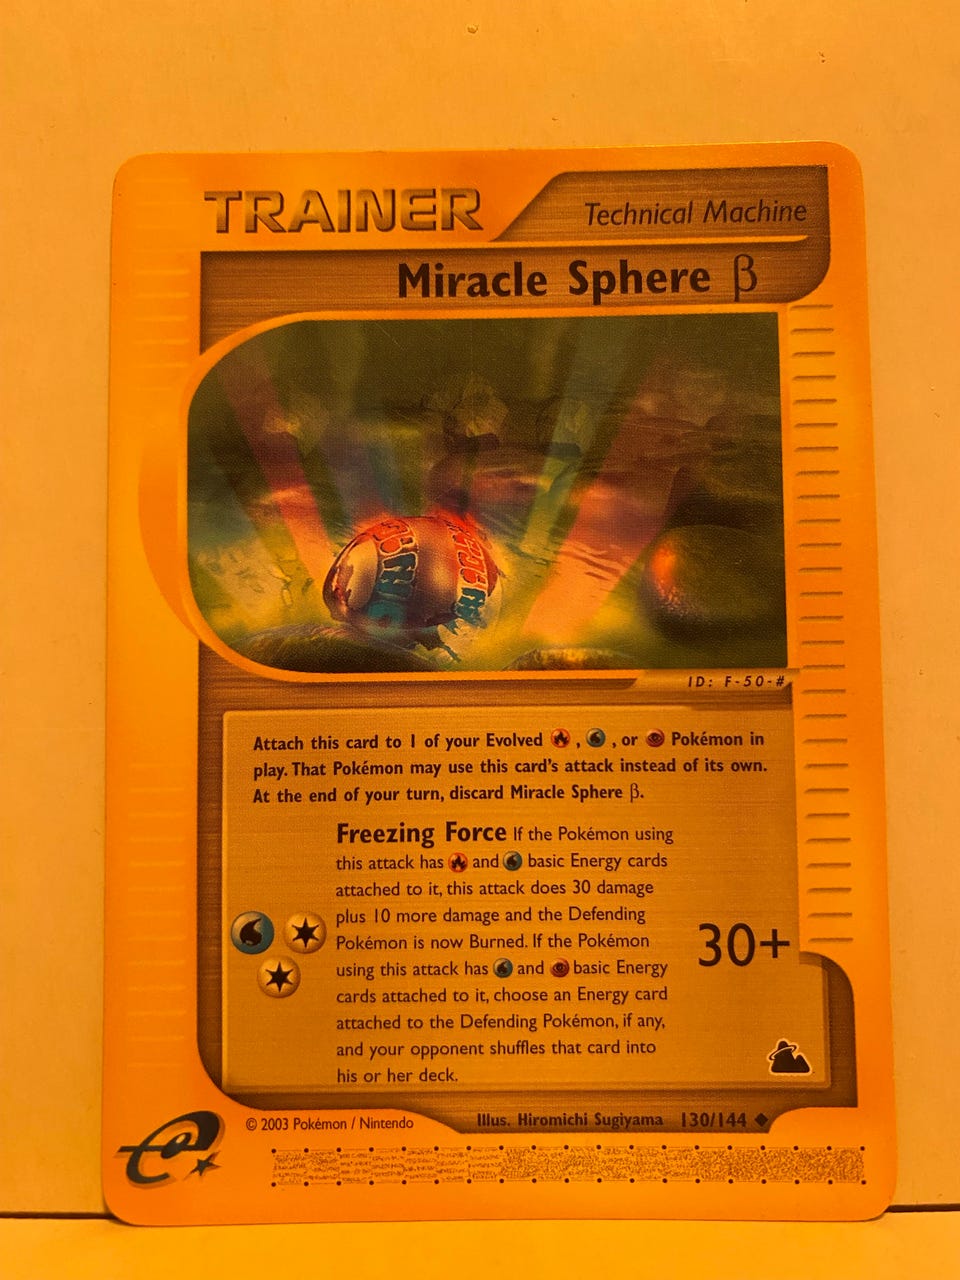 TRAINER
Technical Machine
Miracle Sphere β
ID: F-50-#
Attach this card to 1 of your Evolved , , or Pokémon in
play. That Pokémon may use this card's attack instead of its own.
At the end of your turn, discard Miracle Sphere β.
Freezing Force If the Pokémon using
this attack has and basic Energy cards
attached to it, this attack does 30 damage
plus 10 more damage and the Defending
Pokémon is now Burned. If the Pokémon
using this attack has and basic Energy
cards attached to it, choose an Energy card
attached to the Defending Pokémon, if any,
and your opponent shuffles that card into
his or her deck.
30+
© 2003 Pokémon / Nintendo
Illus. Hiromichi Sugiyama 130/144
e